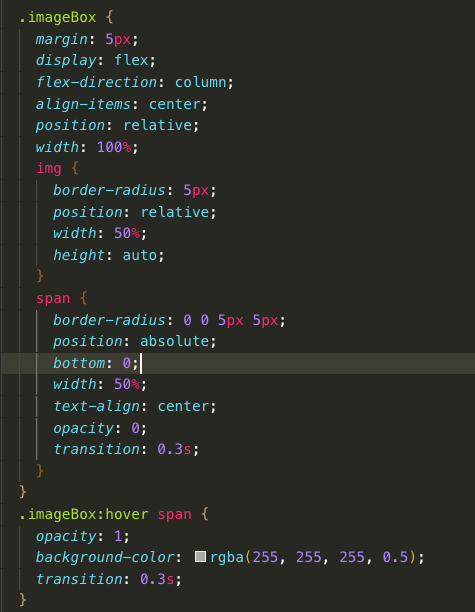 .imageBox {
  margin: 5px;
  display: flex;
  flex-direction: column;
  align-items: center;
  position: relative;
  width: 100%;
  img {
    border-radius: 5px;
    position: relative;
    width: 50%;
    height: auto;
  }
  span {
    border-radius: 0 0 5px 5px;
    position: absolute;
    bottom: 0;
    width: 50%;
    text-align: center;
    opacity: 0;
    transition: 0.3s;
  }
}
.imageBox:hover span {
  opacity: 1;
  background-color: rgba(255, 255, 255, 0.5);
  transition: 0.3s;
}